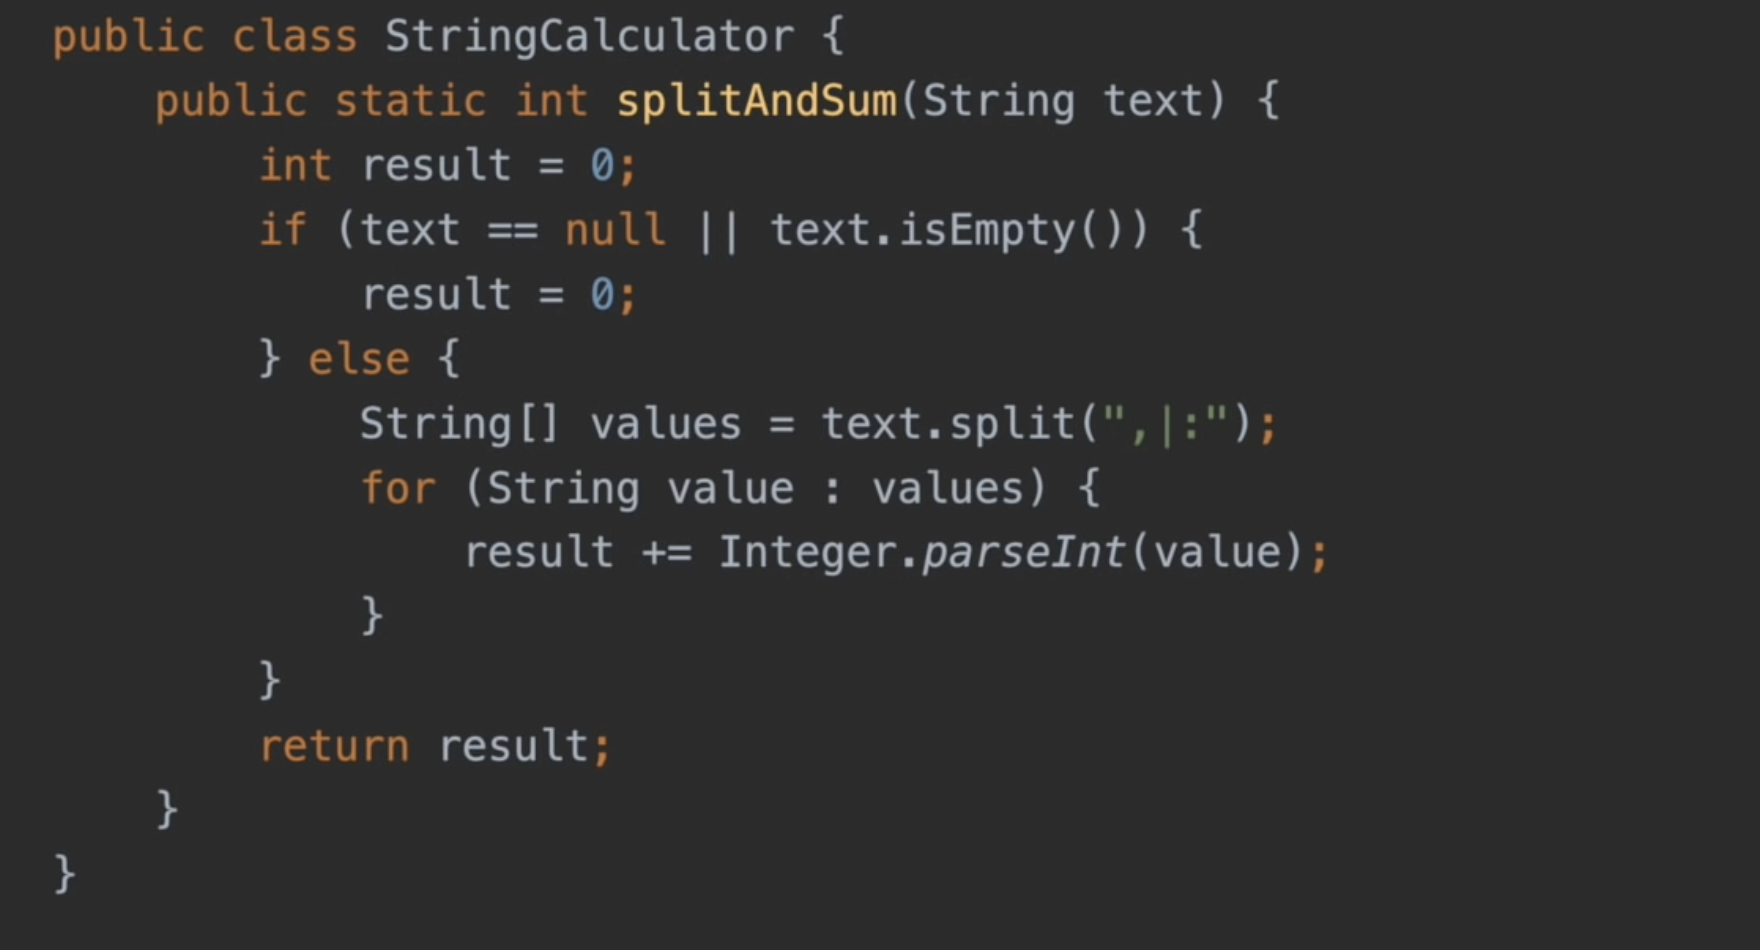 public class StringCalculator {
    public static int splitAndSum(String text) {
        int result = 0;
        if (text == null || text.isEmpty()) {
            result = 0;
        } else {
            String[] values = text.split(",|:");
            for (String value : values) {
                result += Integer.parseInt(value);
            }
        }
        return result;
    }
}